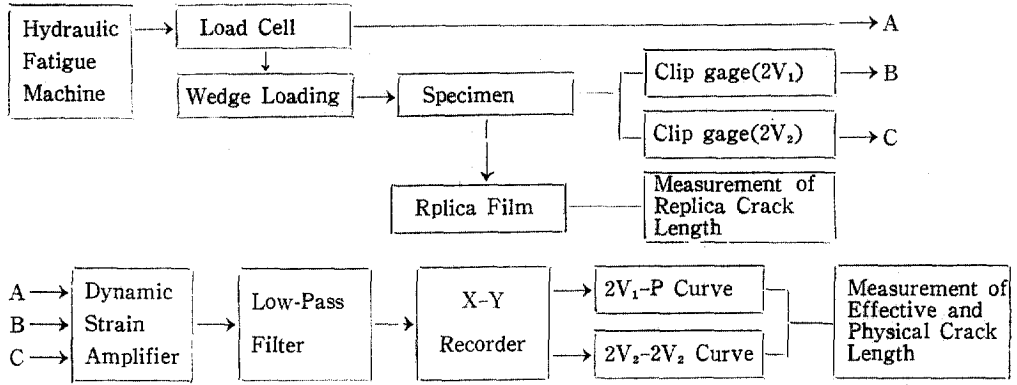 Hydraulic
Fatigue
Machine
Load Cell
A
Wedge Loading
Specimen
Clip gage(2V₁)
B
Clip gage(2V₂)
C
Rplica Film
Measurement of
Replica Crack
Length
A
B
C
Dynamic
Strain
Amplifier
Low-Pass
Filter
X-Y
Recorder
2V₁-P Curve
2V₂-2V₂ Curve
Measurement of
Effective and
Physical Crack
Length